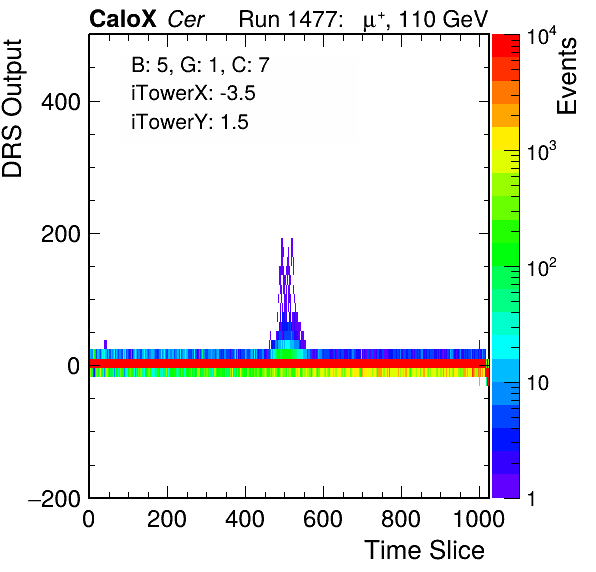 CaloX Cer Run 1477: μ⁺, 110 GeV
B: 5, G: 1, C: 7
iTowerX: -3.5
iTowerY: 1.5
DRS Output
400
200
0
−200
0 200 400 600 800 1000
Time Slice
10⁴
10³
10²
10
1
Events